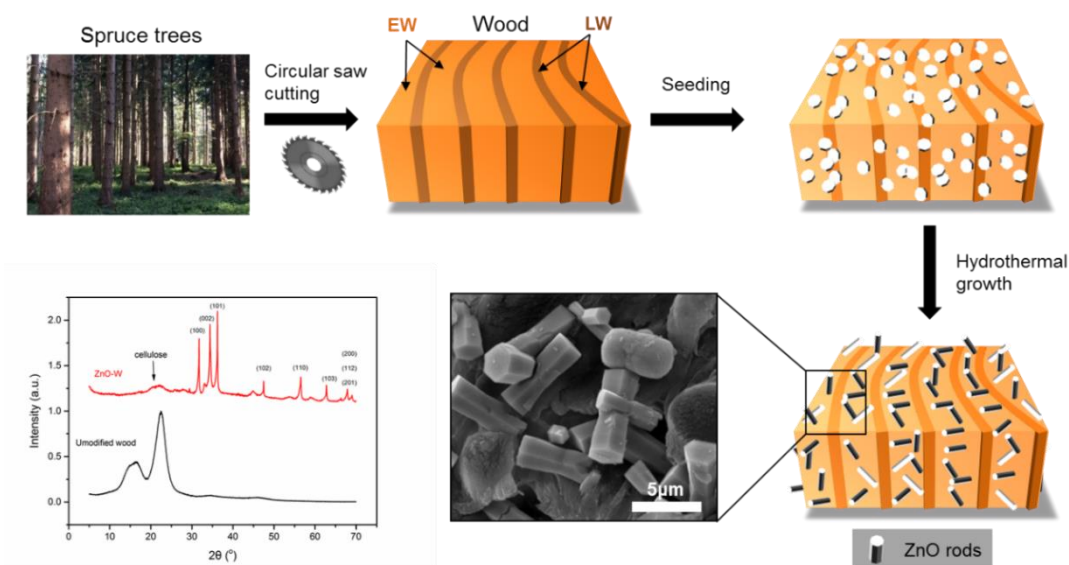 Spruce trees
Circular saw
cutting
EW
Wood
LW
Seeding
Hydrothermal
growth
Intensity (a.u.)
2.0
1.5
1.0
0.5
0.0
ZnO-W
cellulose
(100)
(002)
(101)
(102)
(110)
(103)
(200)
(112)
(201)
Umodified wood
0 10 20 30 40 50 60 70
2θ (°)
5μm
ZnO rods